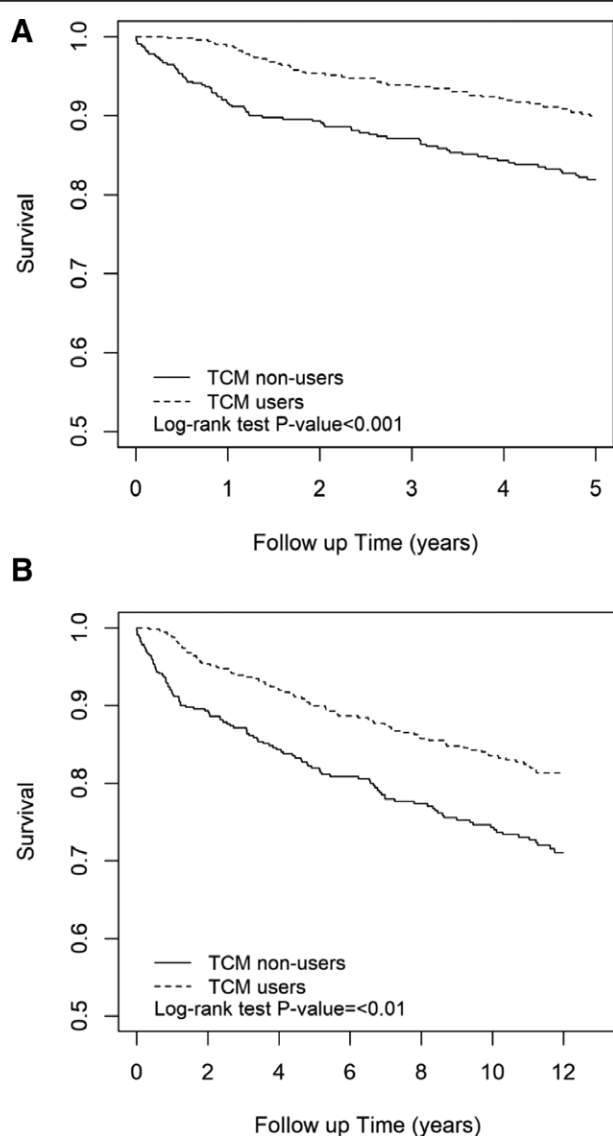 A
1.0
0.9
0.8
0.7
0.6
0.5
Survival
TCM non-users
TCM users
Log-rank test P-value<0.001
0 1 2 3 4 5
Follow up Time (years)
B
1.0
0.9
0.8
0.7
0.6
0.5
Survival
TCM non-users
TCM users
Log-rank test P-value=<0.01
0 2 4 6 8 10 12
Follow up Time (years)